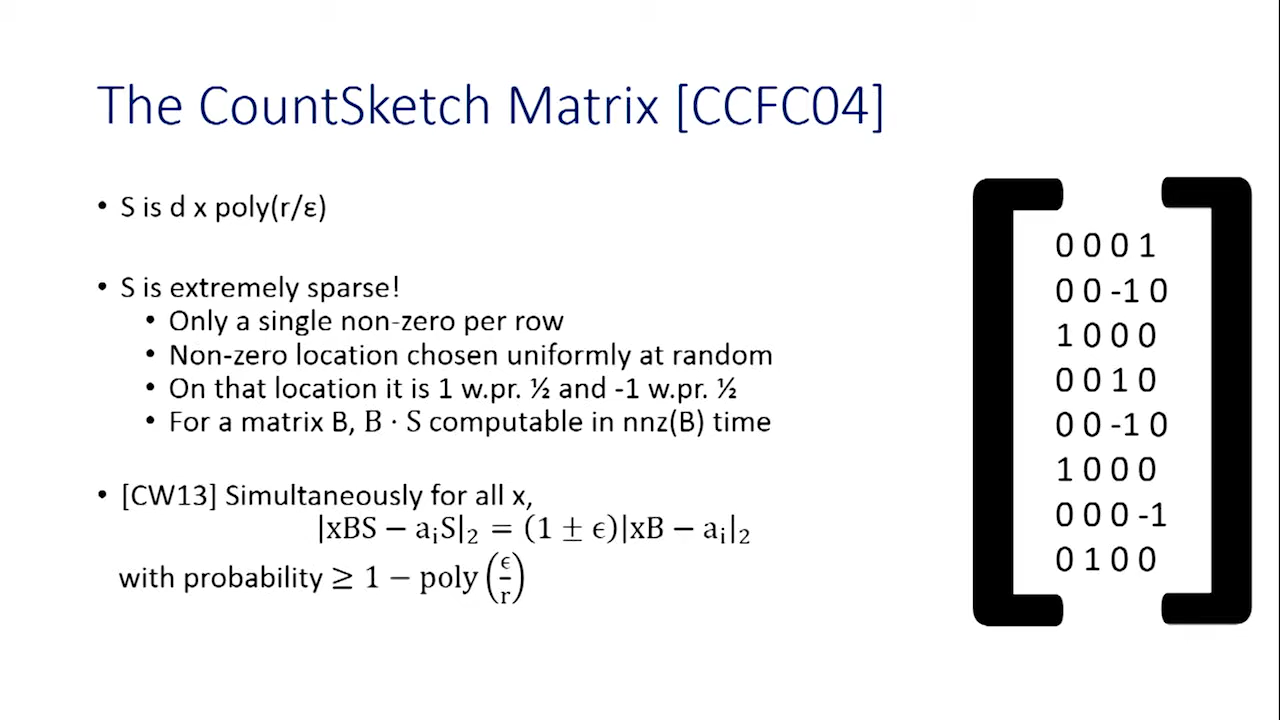 The CountSketch Matrix [CCFC04]
• S is d x poly(r/ε)
• S is extremely sparse!
• Only a single non-zero per row
• Non-zero location chosen uniformly at random
• On that location it is 1 w.pr. ½ and -1 w.pr. ½
• For a matrix B, B · S computable in nnz(B) time
• [CW13] Simultaneously for all x,
|xBS − aᵢS|₂ = (1 ± ϵ)|xB − aᵢ|₂
with probability ≥ 1 − poly(ϵ/r)
0 0 0 1
0 0 -1 0
1 0 0 0
0 0 1 0
0 0 -1 0
1 0 0 0
0 0 0 -1
0 1 0 0